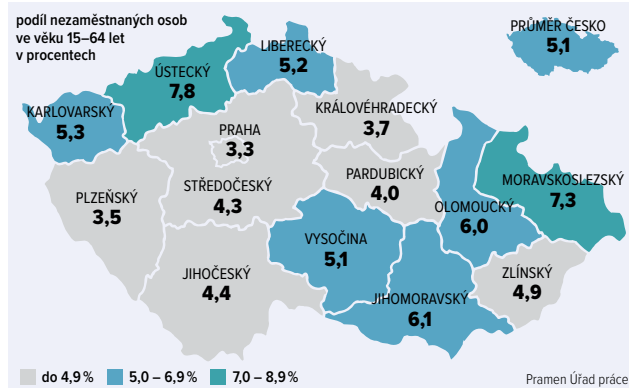 podíl nezaměstnaných osob
ve věku 15–64 let
v procentech
PRŮMĚR ČESKO
5,1
LIBERECKÝ
5,2
ÚSTECKÝ
7,8
KARLOVARSKÝ
5,3
KRÁLOVÉHRADECKÝ
3,7
PRAHA
3,3
PLZEŇSKÝ
3,5
STŘEDOČESKÝ
4,3
PARDUBICKÝ
4,0
MORAVSKOSLEZSKÝ
7,3
OLOMOUCKÝ
6,0
VYSOČINA
5,1
JIHOČESKÝ
4,4
JIHOMORAVSKÝ
6,1
ZLÍNSKÝ
4,9
do 4,9 %
5,0 – 6,9 %
7,0 – 8,9 %
Pramen Úřad práce